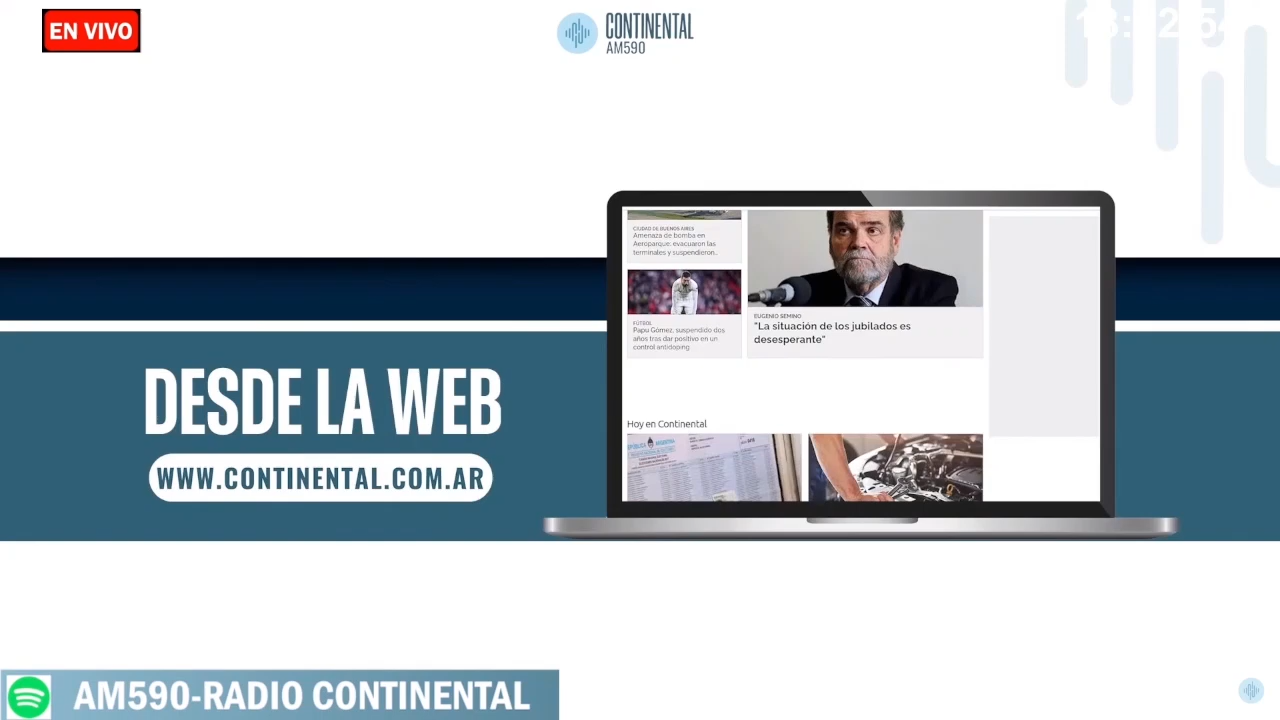 EN VIVO
CONTINENTAL
AM590
CIUDAD DE BUENOS AIRES
Amenaza de bomba en
Aeroparque: evacuaron las
terminales y suspendieron..
FÚTBOL
Papu Gómez, suspendido dos
años tras dar positivo en un
control antidoping
EUGENIO SEMINO
"La situación de los jubilados es
desesperante"
Hoy en Continental
DESDE LA WEB
WWW.CONTINENTAL.COM.AR
AM590-RADIO CONTINENTAL